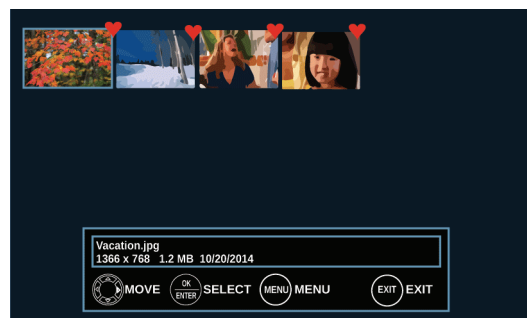 Vacation.jpg
1366 x 768 1.2 MB 10/20/2014
OK ENTER
MOVE SELECT MENU MENU EXIT EXIT